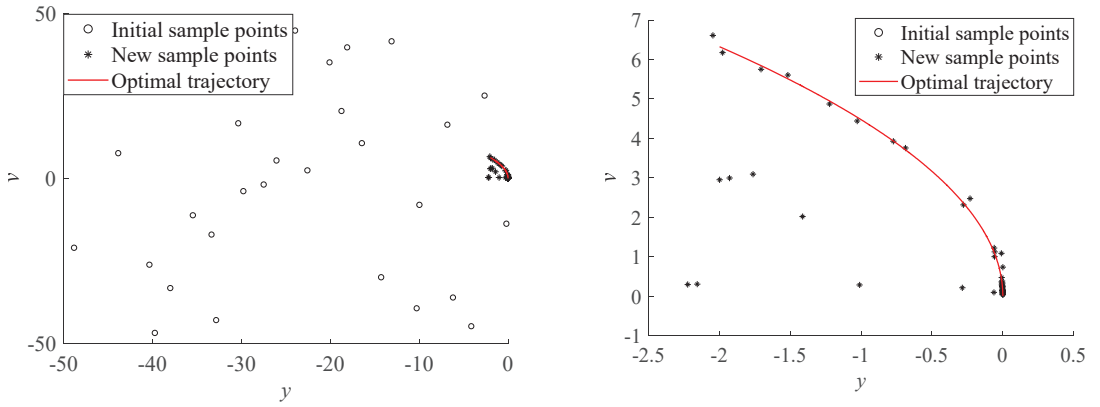 50
Initial sample points
New sample points
Optimal trajectory
v
0
-50
-50
-40
-30
-20
-10
0
y
7
Initial sample points
6
New sample points
5
Optimal trajectory
4
v
3
2
1
0
-1
-2.5
-2
-1.5
-1
-0.5
0
0.5
y